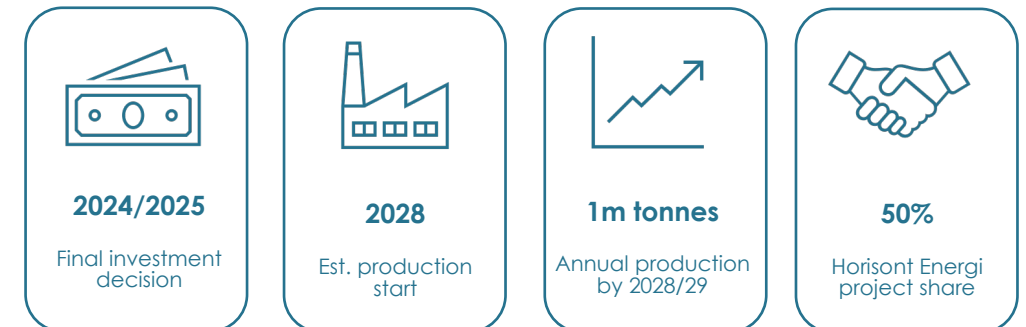 2024/2025
Final investment
decision
2028
Est. production
start
1m tonnes
Annual production
by 2028/29
50%
Horisont Energi
project share